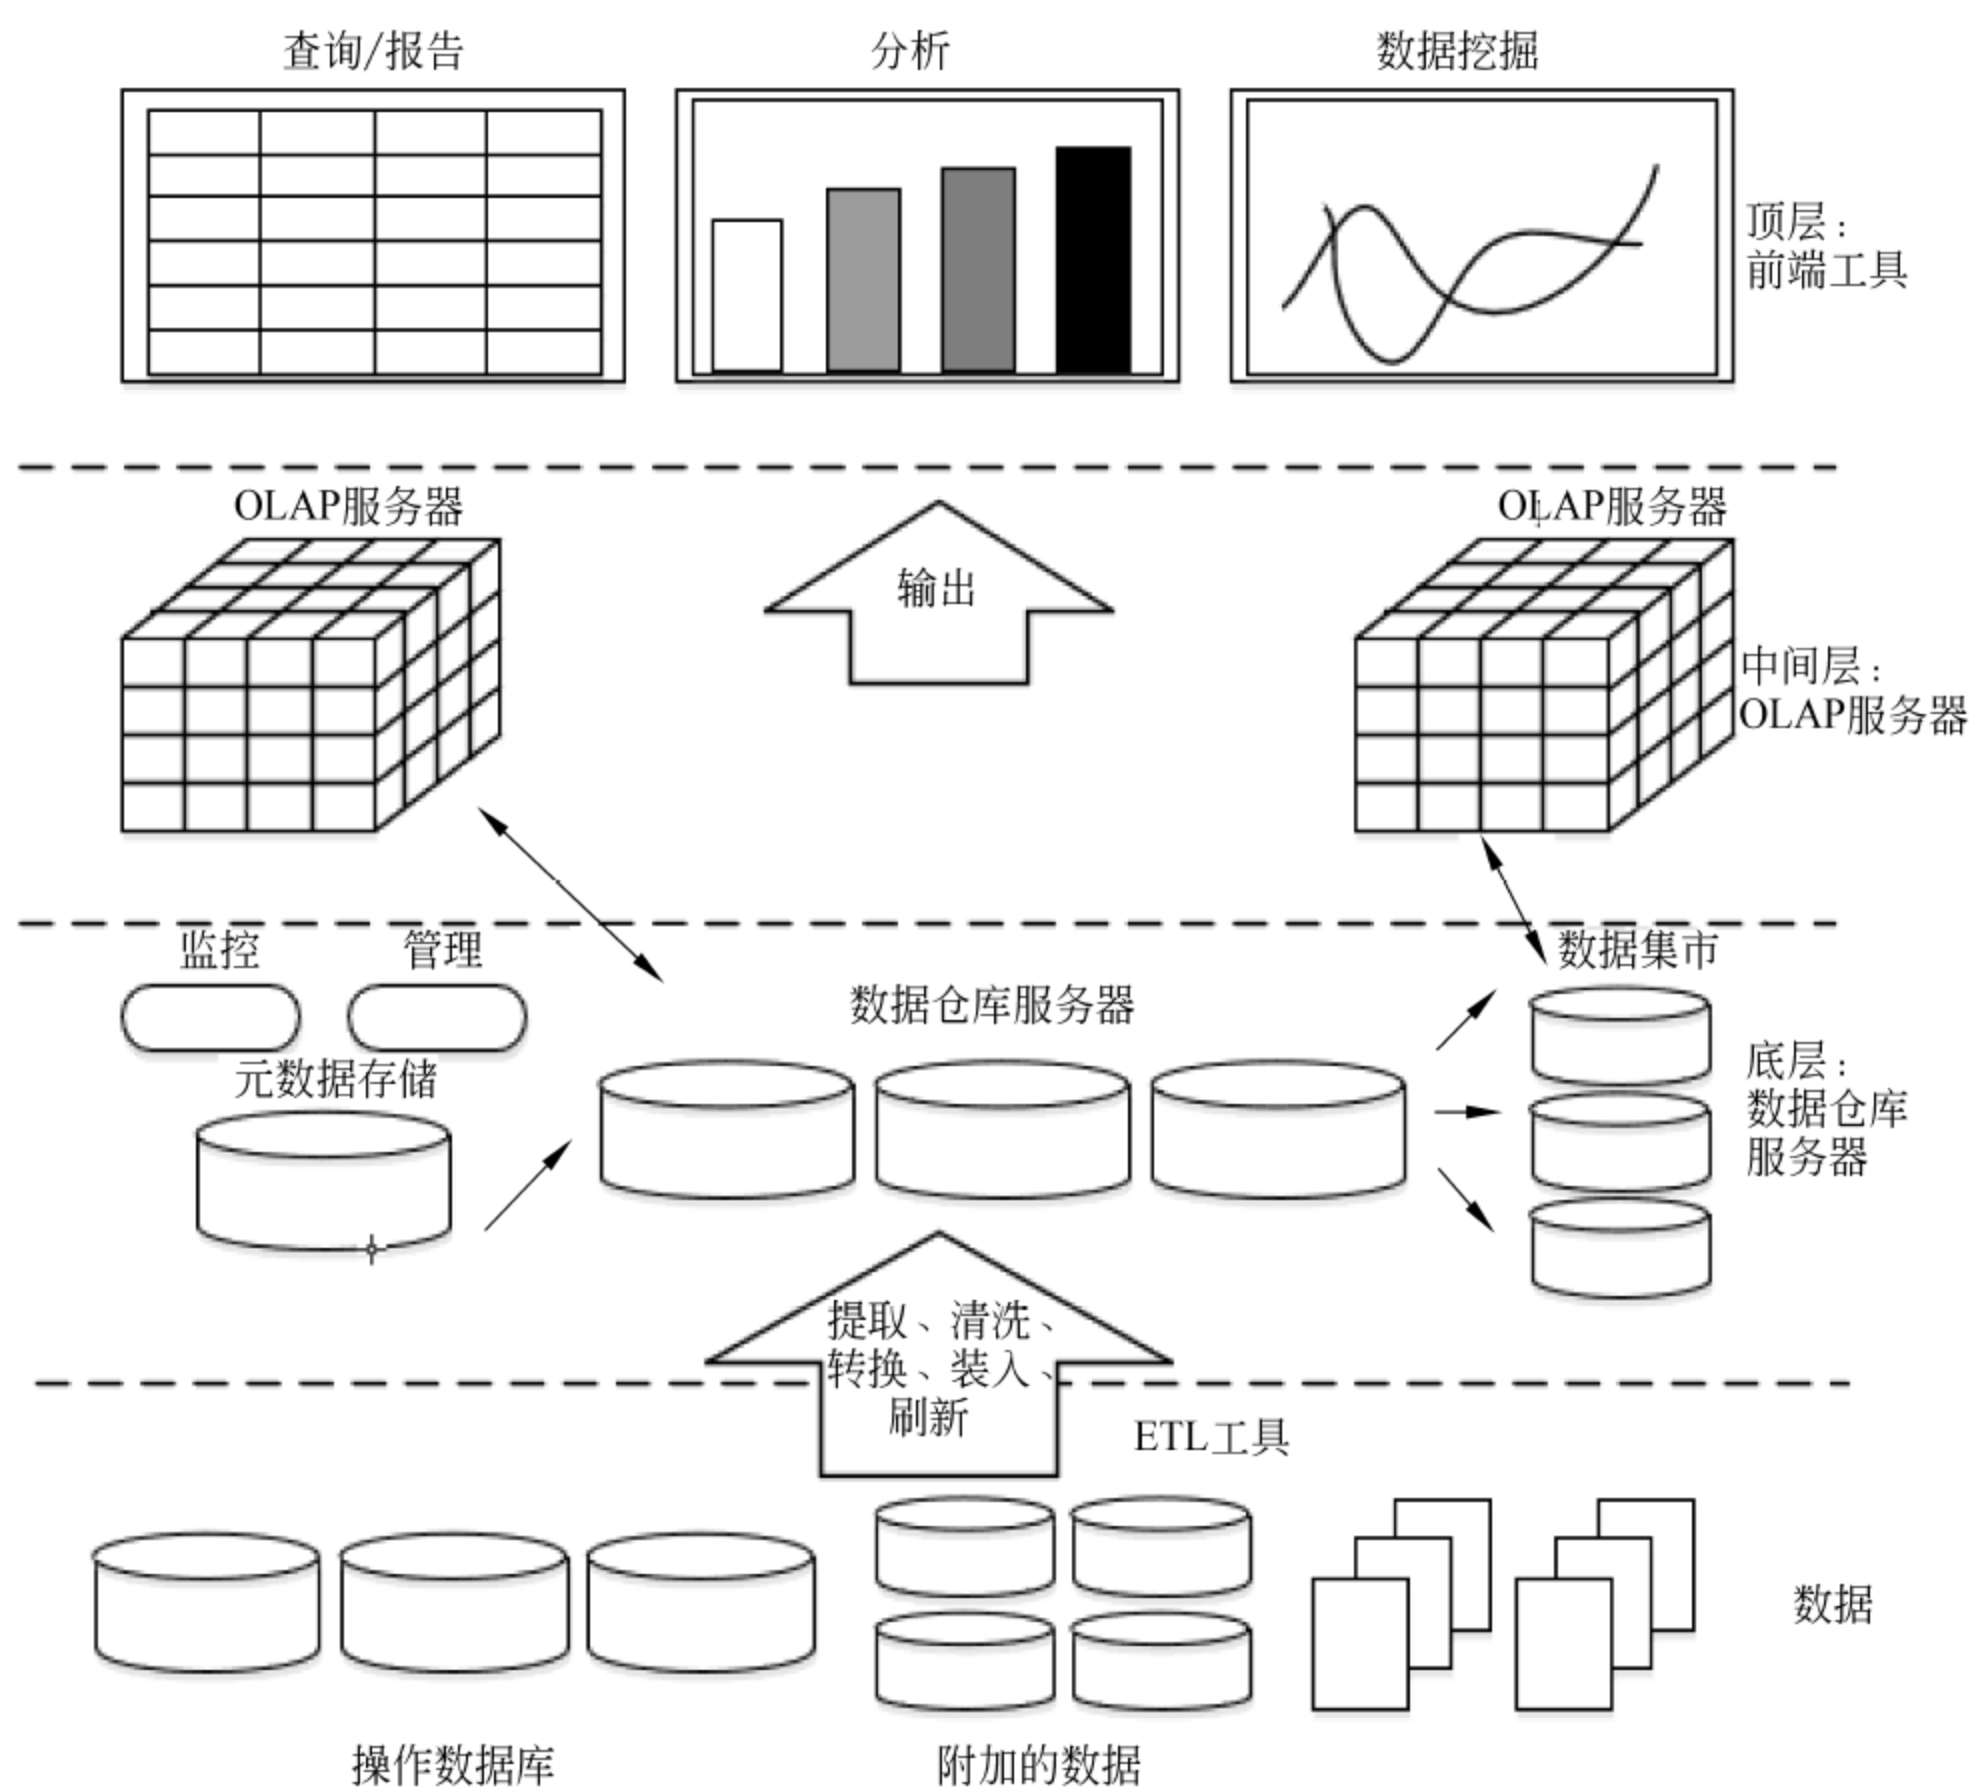 查询/报告
分析
数据挖掘
顶层：
前端工具
OLAP服务器
OLAP服务器
输出
中间层：
OLAP服务器
监控
管理
数据集市
数据仓库服务器
元数据存储
底层：
数据仓库
服务器
提取、清洗、
转换、装入、
刷新
ETL工具
数据
操作数据库
附加的数据